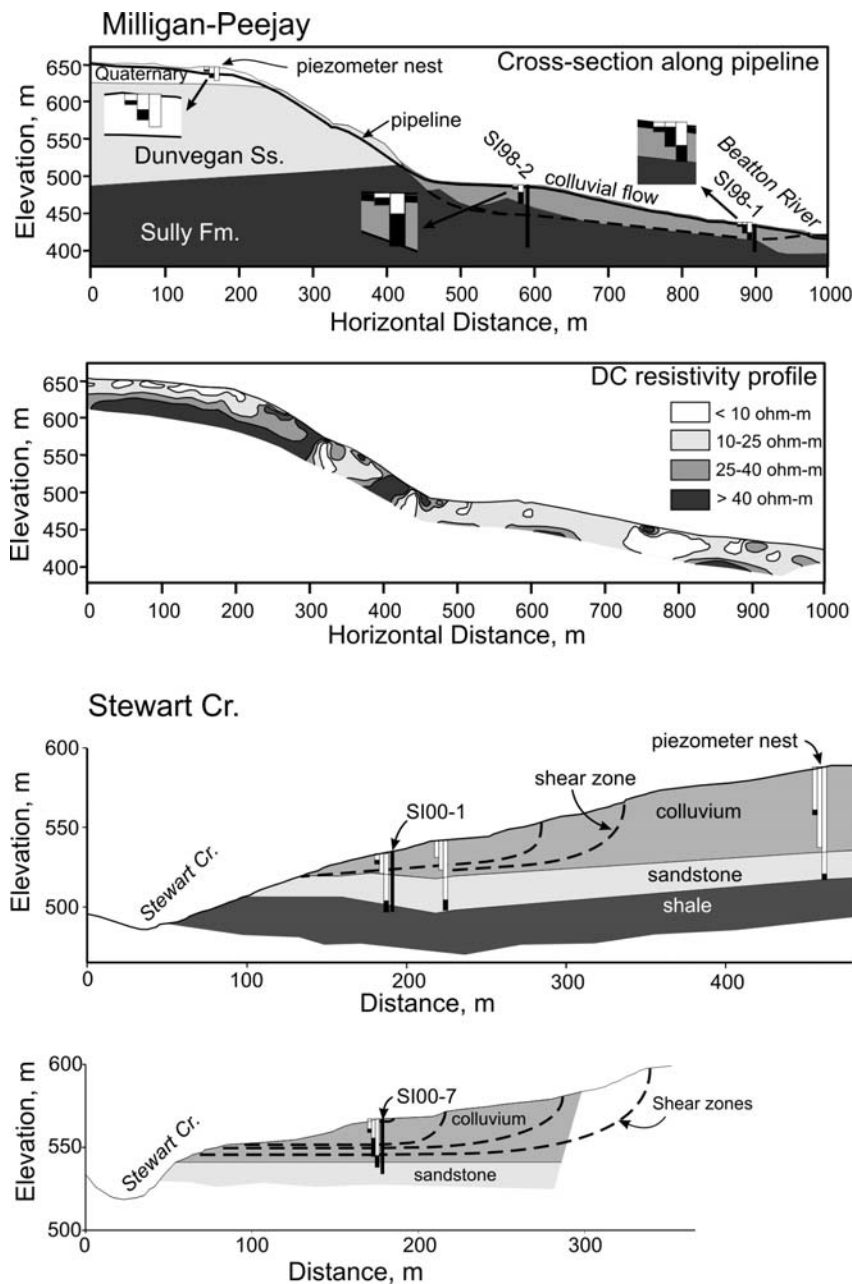 Milligan-Peejay
Cross-section along pipeline
piezometer nest
Quaternary
pipeline
Dunvegan Ss.
Sully Fm.
SI98-2
colluvial flow
SI98-1
Beatton River
Elevation, m
650
600
550
500
450
400
0 100 200 300 400 500 600 700 800 900 1000
Horizontal Distance, m
DC resistivity profile
< 10 ohm-m
10-25 ohm-m
25-40 ohm-m
> 40 ohm-m
Elevation, m
650
600
550
500
450
400
0 100 200 300 400 500 600 700 800 900 1000
Horizontal Distance, m
Stewart Cr.
piezometer nest
shear zone
SI00-1
colluvium
sandstone
shale
Stewart Cr.
Elevation, m
600
550
500
0 100 200 300 400
Distance, m
SI00-7
colluvium
Shear zones
sandstone
Stewart Cr.
Elevation, m
600
550
500
0 100 200 300
Distance, m